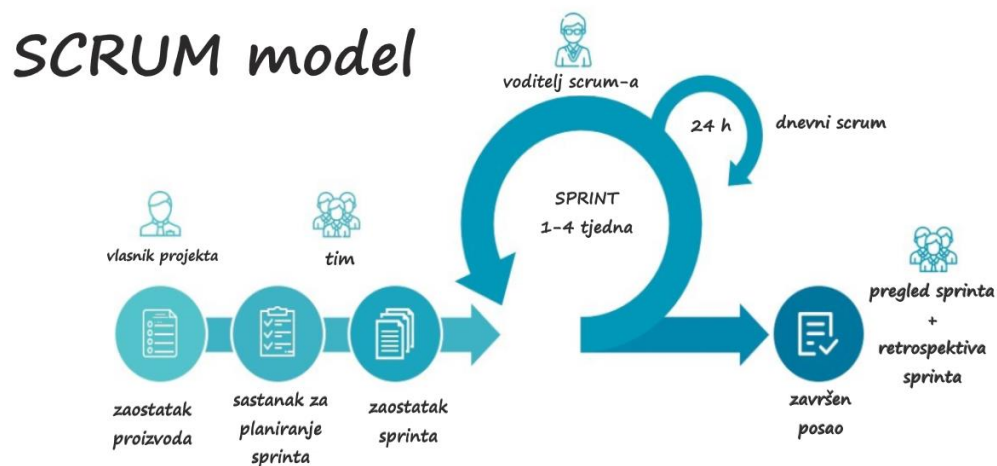 SCRUM model
voditelj scrum-a
24 h
dnevni scrum
SPRINT
1-4 tjedna
vlasnik projekta
tim
pregled sprinta
+
retrospektiva
sprinta
zaostatak
proizvoda
sastanak za
planiranje
sprinta
zaostatak
sprinta
završen
posao